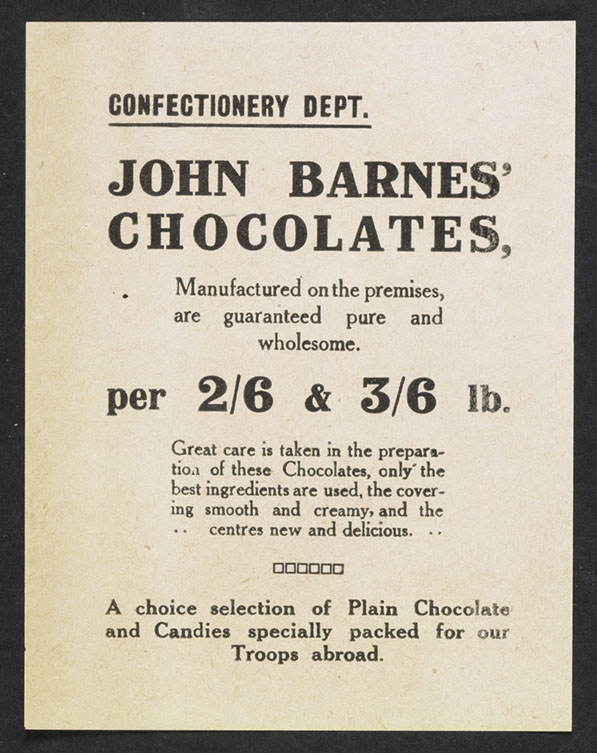 CONFECTIONERY DEPT.
JOHN BARNES'
CHOCOLATES,
Manufactured on the premises,
are guaranteed pure and
wholesome.
per 2/6 & 3/6 lb.
Great care is taken in the prepara-
tion of these Chocolates, only the
best ingredients are used, the cover-
ing smooth and creamy, and the
·· centres new and delicious. ··
A choice selection of Plain Chocolate
and Candies specially packed for our
Troops abroad.